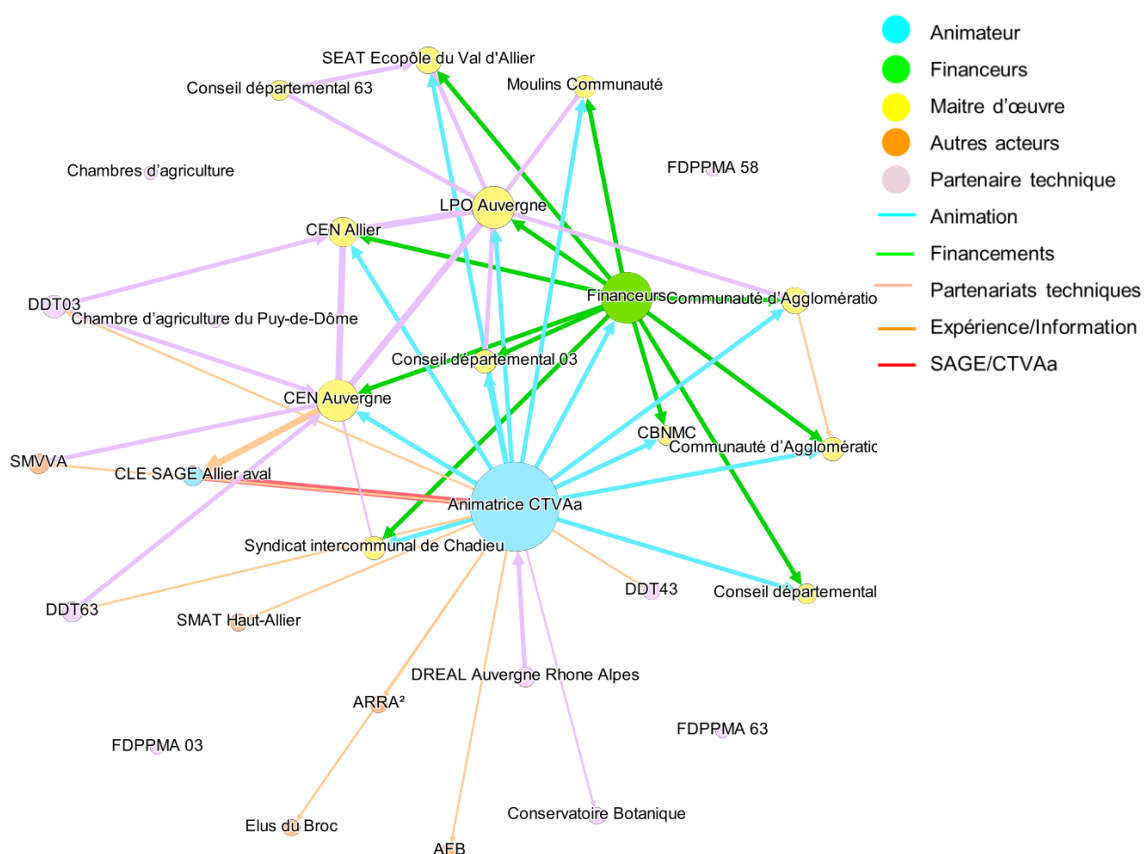 SEAT Ecopôle du Val d'Allier
Conseil départemental 63
Moulins Communauté
Chambres d'agriculture
FDPPMA 58
LPO Auvergne
CEN Allier
DDT03
Financeurs
Communauté d'Agglomératio
Chambre d'agriculture du Puy-de-Dôme
Conseil départemental 03
CEN Auvergne
CBNMC
Communauté d'Agglomératio
SMVVA
CLE SAGE Allier aval
Animatrice CTVAa
Syndicat intercommunal de Chadieu
DDT63
SMAT Haut-Allier
DDT43
Conseil départemental
DREAL Auvergne Rhone Alpes
ARRA²
FDPPMA 03
FDPPMA 63
Elus du Broc
Conservatoire Botanique
AFB
Animateur
Financeurs
Maitre d'œuvre
Autres acteurs
Partenaire technique
Animation
Financements
Partenariats techniques
Expérience/Information
SAGE/CTVAa